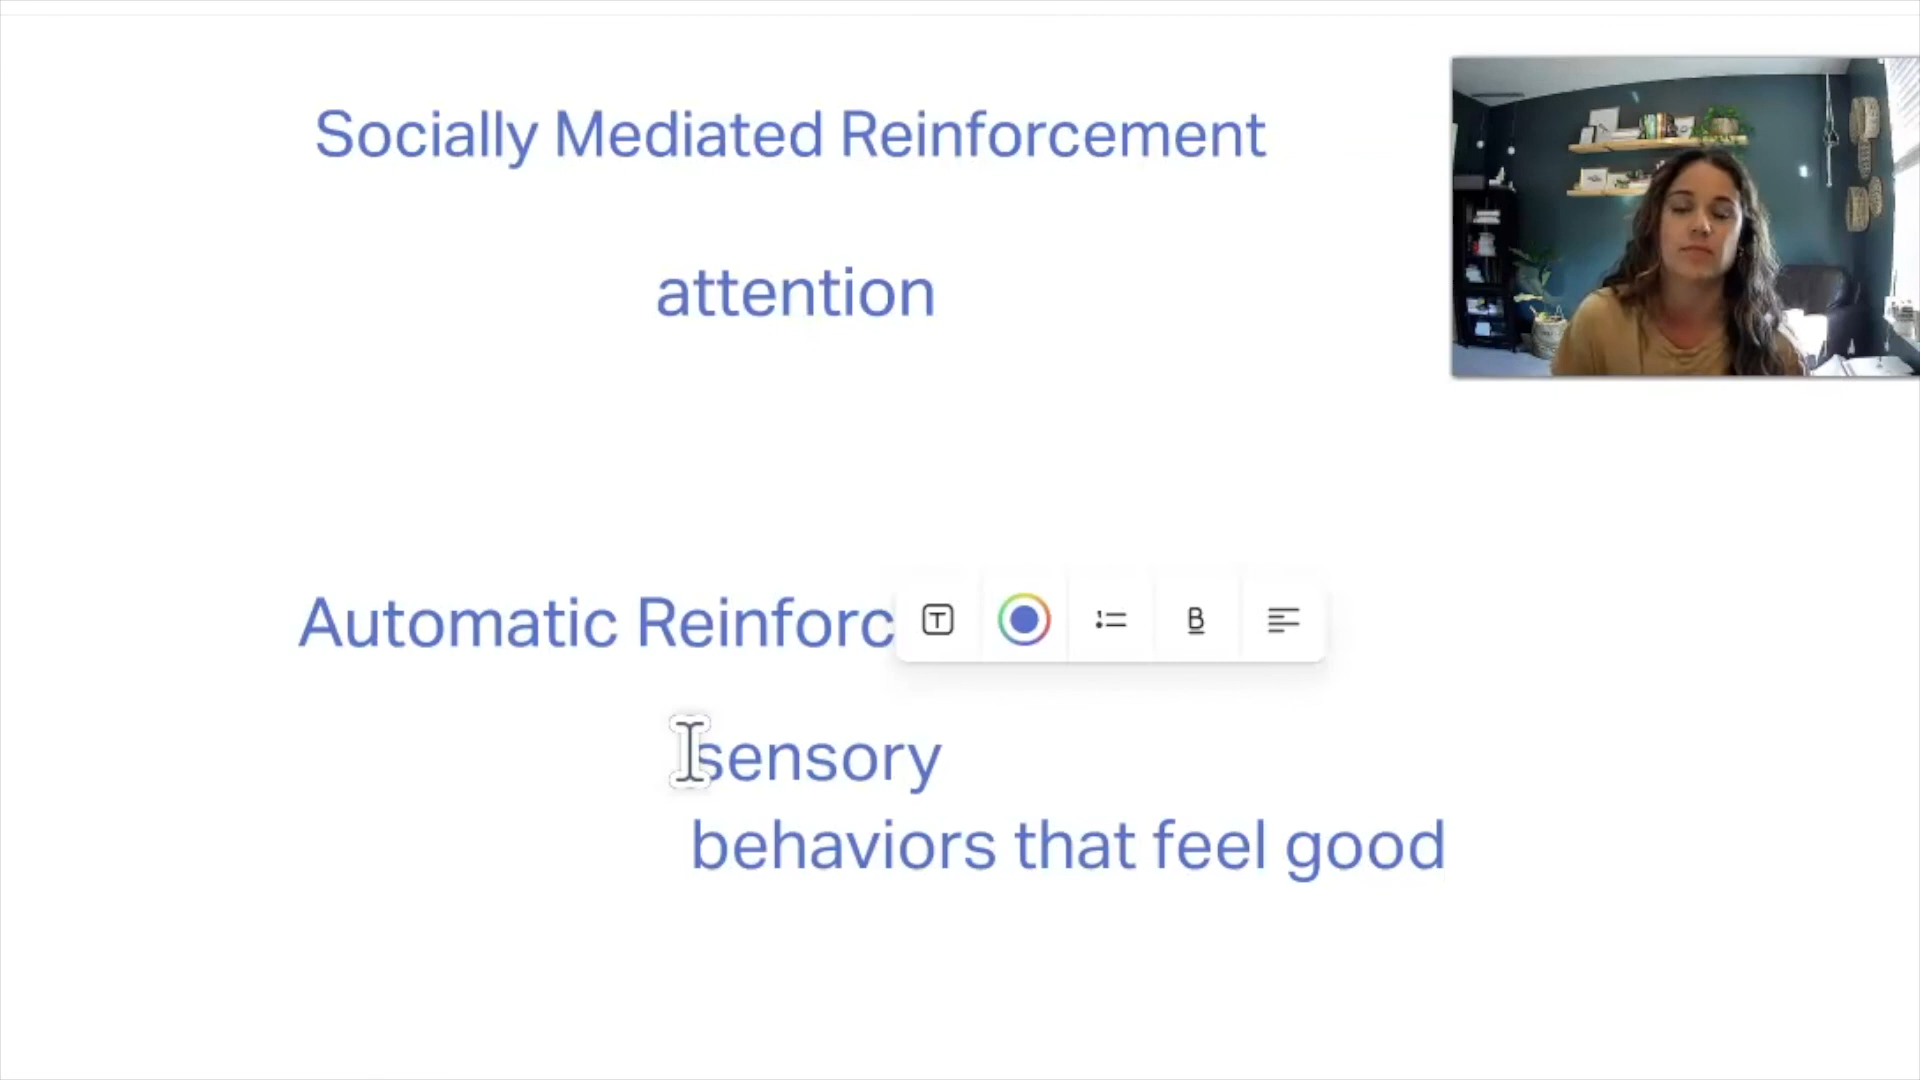 Socially Mediated Reinforcement
attention
Automatic Reinforc
sensory
behaviors that feel good